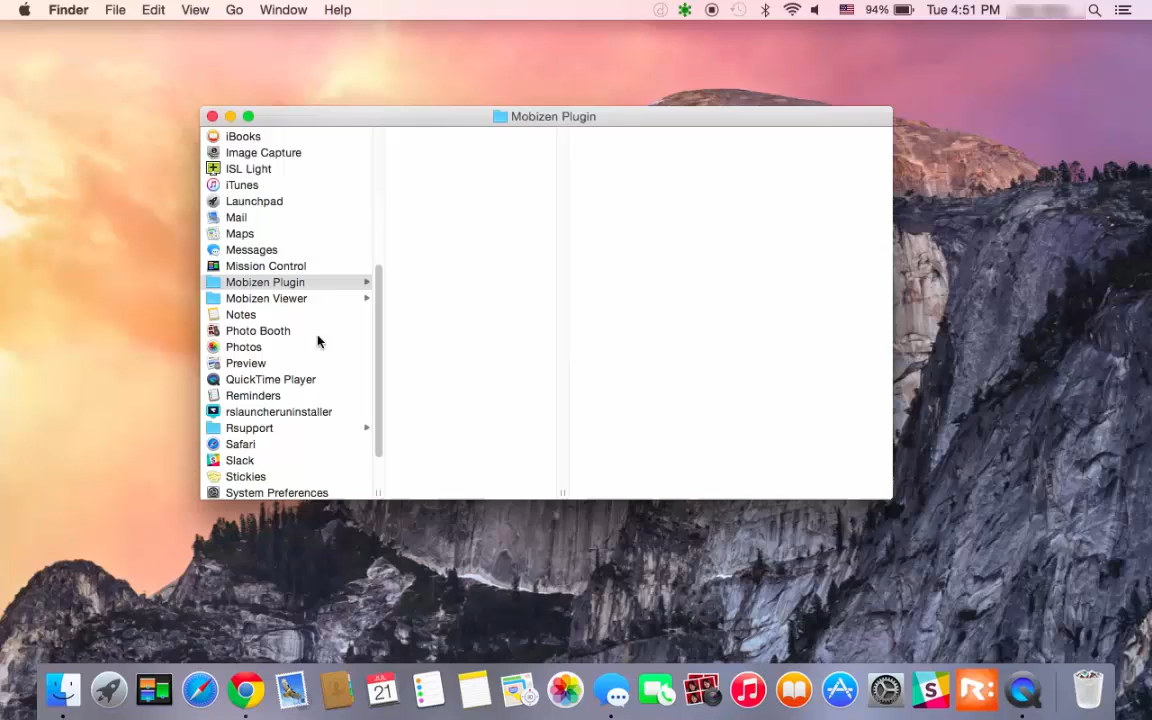 Finder File Edit View Go Window Help 94% Tue 4:51 PM
Mobizen Plugin
iBooks
Image Capture
ISL Light
iTunes
Launchpad
Mail
Maps
Messages
Mission Control
Mobizen Plugin
Mobizen Viewer
Notes
Photo Booth
Photos
Preview
QuickTime Player
Reminders
rslauncheruninstaller
Rsupport
Safari
Slack
Stickies
System Preferences
JUL
21